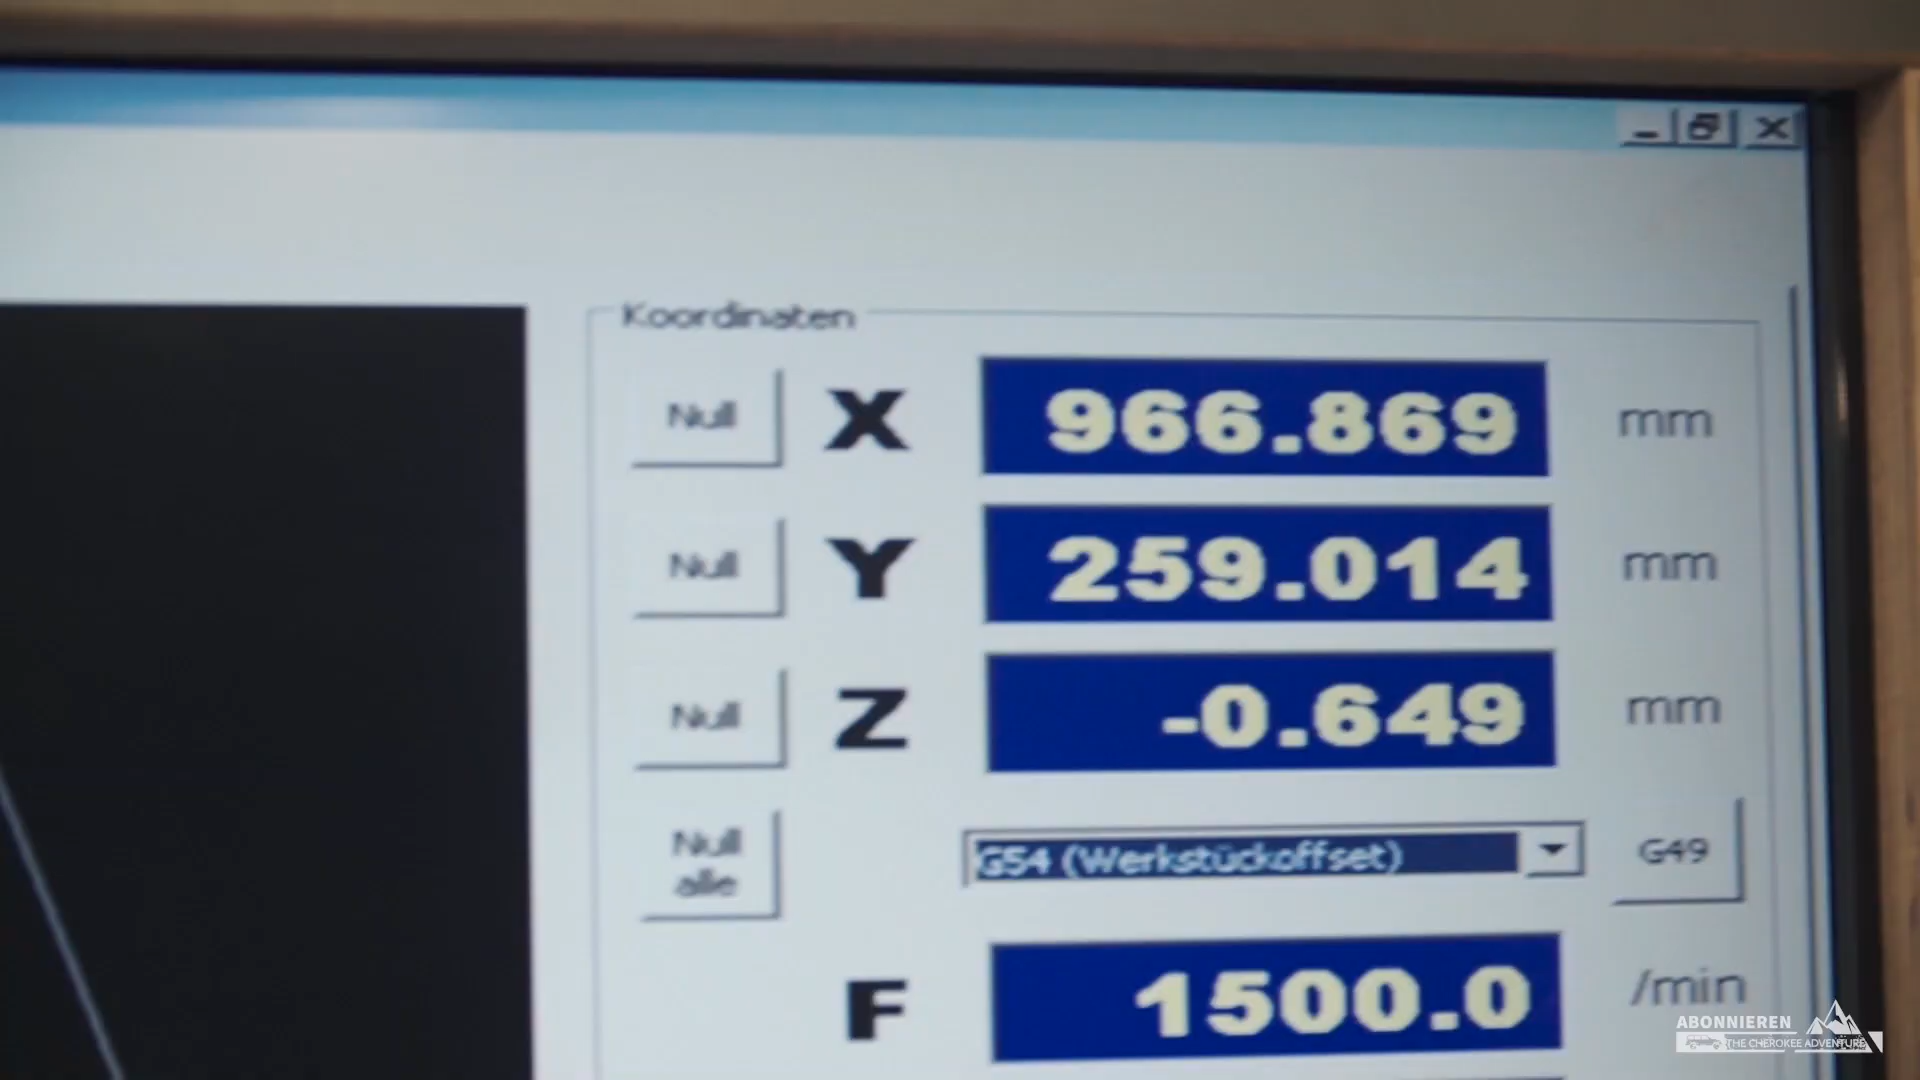 Koordinaten
Null X 966.869 mm
Null Y 259.014 mm
Null Z -0.649 mm
Null
alle
G54 (Werkstückoffset) G49
F 1500.0 /min
ABONNIEREN
THE CHEROKEE ADVENTURE